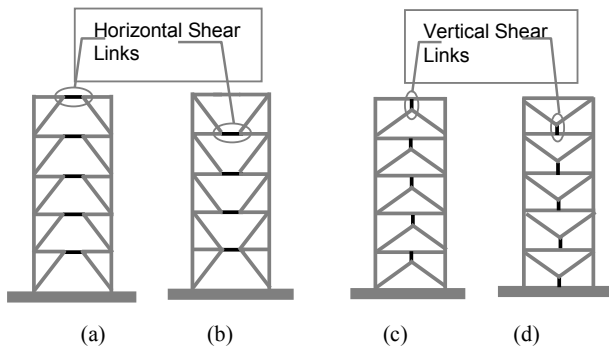 Horizontal Shear
Links
Vertical Shear
Links
(a)
(b)
(c)
(d)